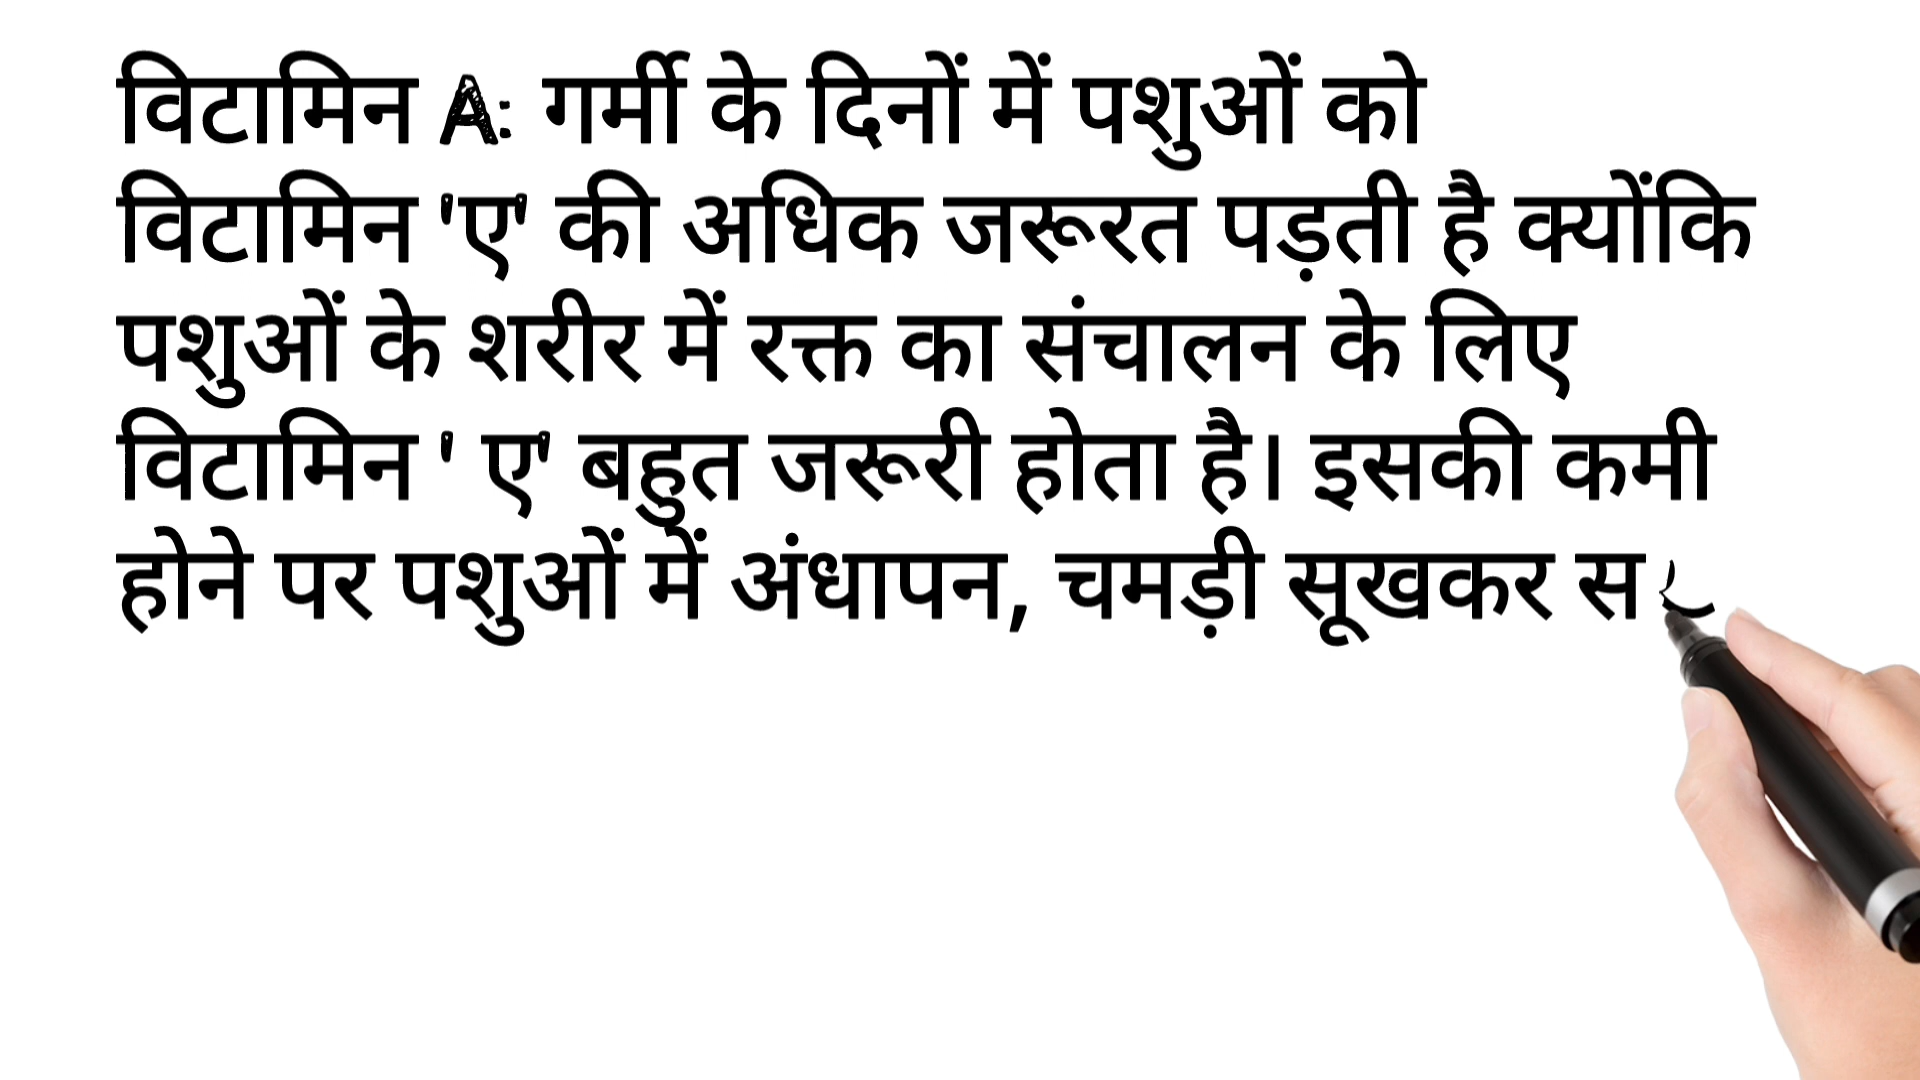 विटामिन A: गर्मी के दिनों में पशुओं को
विटामिन 'ए' की अधिक जरूरत पड़ती है क्योंकि
पशुओं के शरीर में रक्त का संचालन के लिए
विटामिन ' ए' बहुत जरूरी होता है। इसकी कमी
होने पर पशुओं में अंधापन, चमड़ी सूखकर